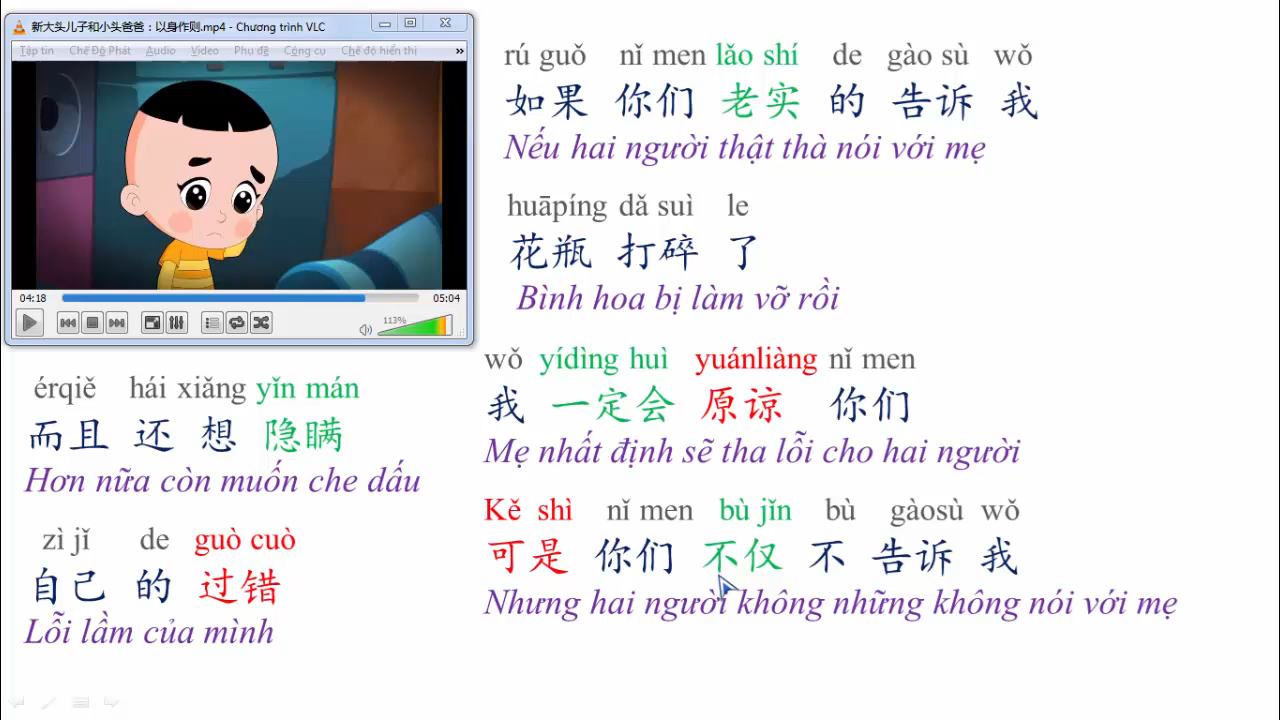 新大头儿子和小头爸爸：以身作则.mp4 - Chương trình VLC
Tập tin Chế Độ Phát Audio Video Phụ đề Công cụ Chế độ hiển thị »
04:18 05:04
113%
rú guǒ nǐ men lǎo shí de gào sù wǒ
如果 你们 老实 的 告诉 我
Nếu hai người thật thà nói với mẹ
huāpíng dǎ suì le
花瓶 打碎 了
Bình hoa bị làm vỡ rồi
wǒ yídìng huì yuánliàng nǐ men
我 一定会 原谅 你们
Mẹ nhất định sẽ tha lỗi cho hai người
Kě shì nǐ men bù jǐn bù gàosù wǒ
可是 你们 不仅 不 告诉 我
Nhưng hai người không những không nói với mẹ
érqiě hái xiǎng yǐn mán
而且 还 想 隐瞒
Hơn nữa còn muốn che dấu
zì jǐ de guò cuò
自己 的 过错
Lỗi lầm của mình